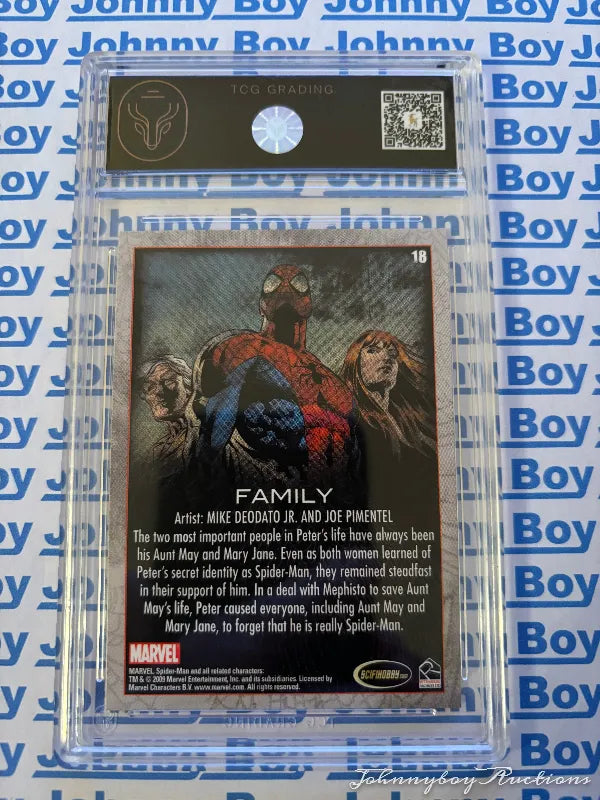 Johnny Boy Johnny Boy
TCG GRADING
18
FAMILY
Artist: MIKE DEODATO JR. AND JOE PIMENTEL
The two most important people in Peter's life have always been
his Aunt May and Mary Jane. Even as both women learned of
Peter's secret identity as Spider-Man, they remained steadfast
in their support of him. In a deal with Mephisto to save Aunt
May's life, Peter caused everyone, including Aunt May and
Mary Jane, to forget that he is really Spider-Man.
MARVEL
MARVEL, Spider-Man and all related characters:
TM & © 2009 Marvel Entertainment, Inc. and its subsidiaries. Licensed by
Marvel Characters B.V. www.marvel.com. All rights reserved.
SCIFIHOBBY.com
Johnnyboy Auctions